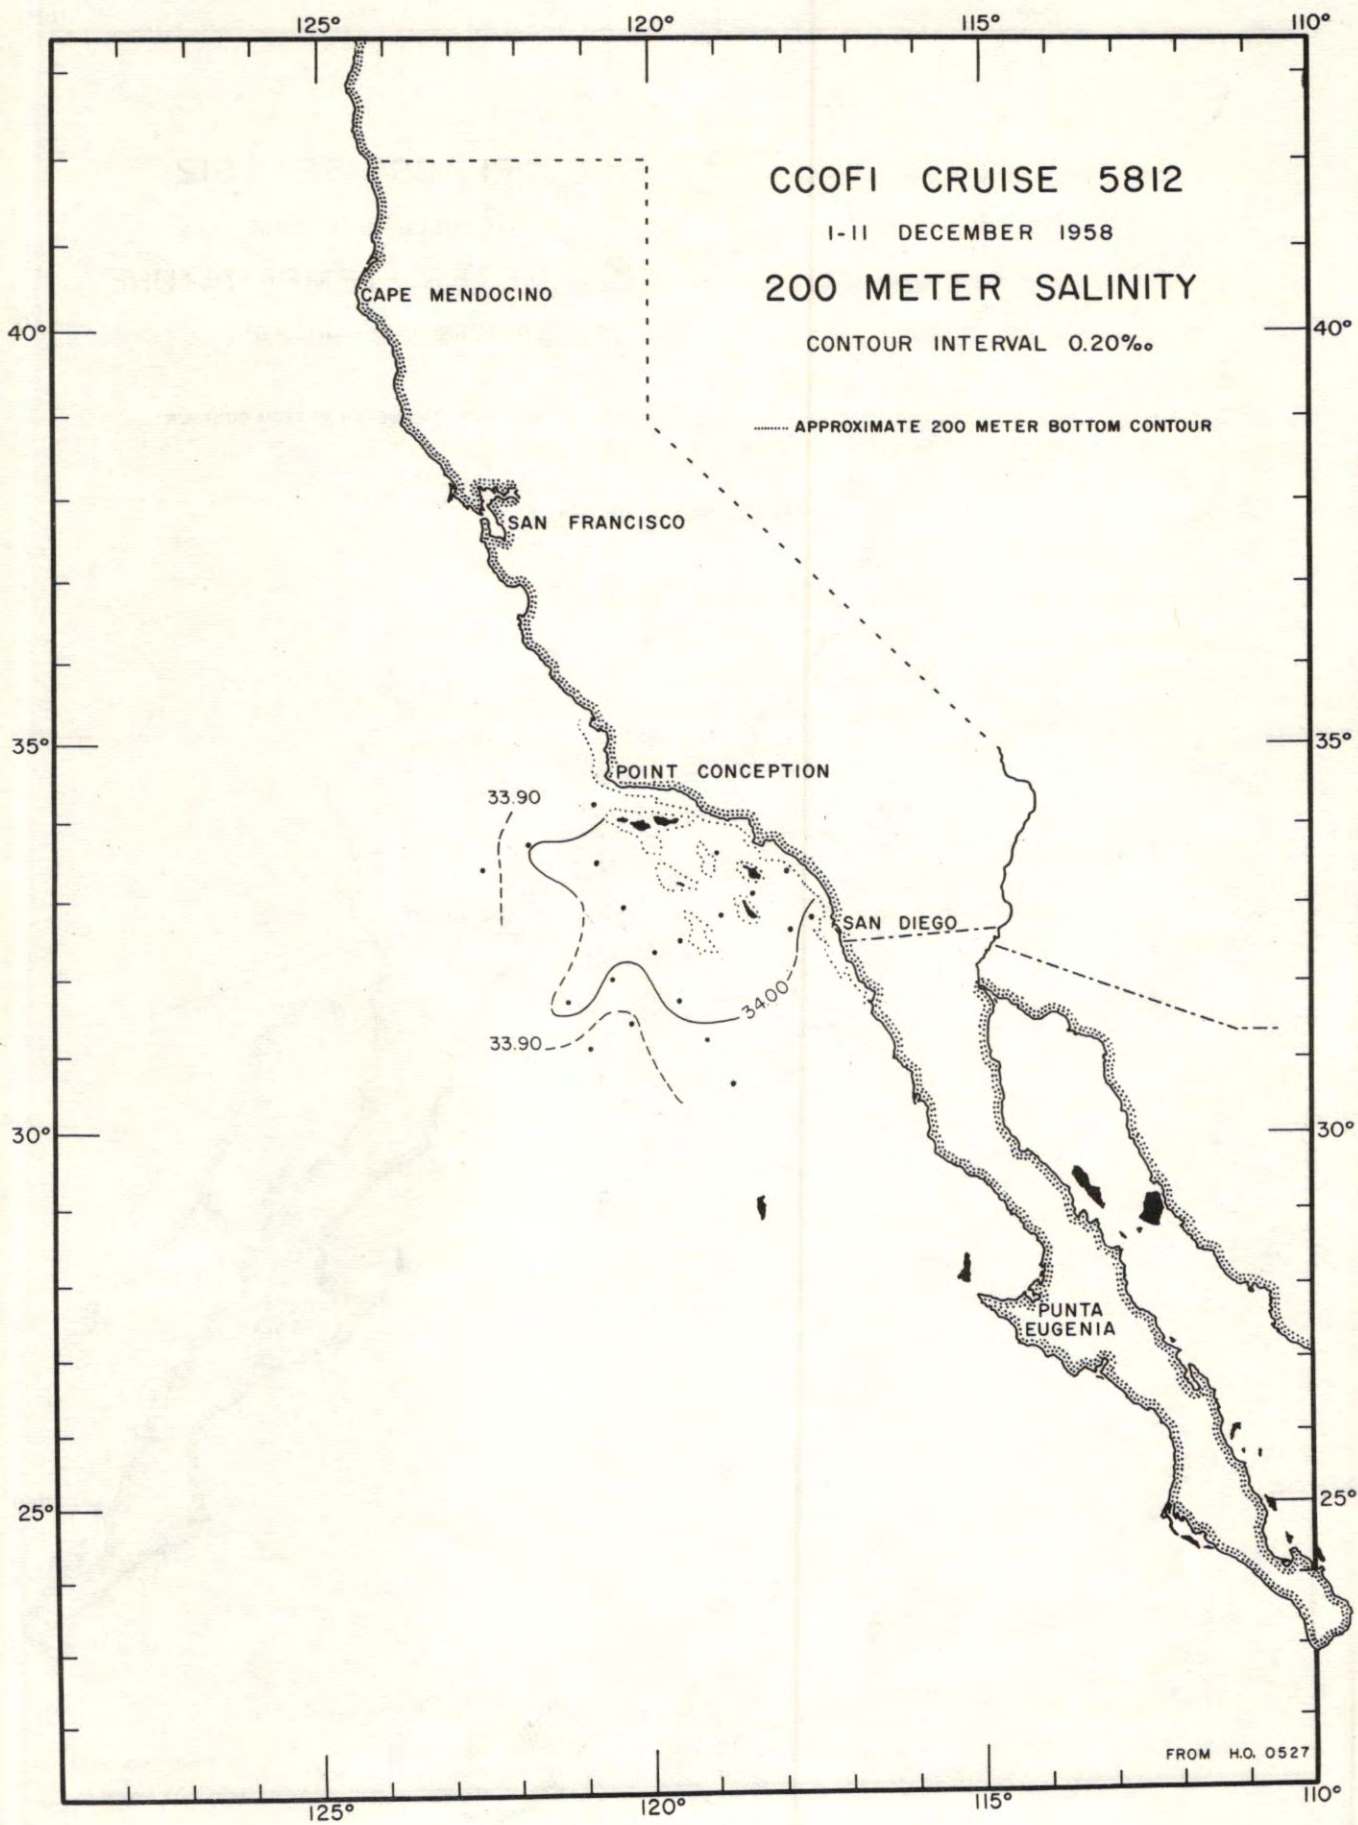 125° 120° 115° 110°
CCOFI CRUISE 5812
1-11 DECEMBER 1958
200 METER SALINITY
CONTOUR INTERVAL 0.20‰
APPROXIMATE 200 METER BOTTOM CONTOUR
CAPE MENDOCINO
40° 40°
SAN FRANCISCO
35° 35°
POINT CONCEPTION
33.90
SAN DIEGO
34.00
33.90
30° 30°
PUNTA
EUGENIA
25° 25°
FROM H.O. 0527
125° 120° 115° 110°